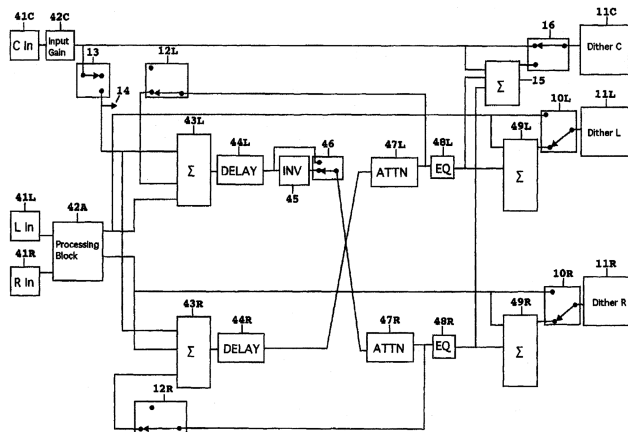 41C 42C
C In
Input Gain
13
14
12L
16
11C
Dither C
Σ
15
10L
11L
Dither L
43L
Σ
44L
DELAY
INV
45
46
47L
ATTN
48L
EQ
49L
Σ
41L
L In
41R
R In
42A
Processing Block
43R
Σ
44R
DELAY
47R
ATTN
48R
EQ
49R
Σ
10R
11R
Dither R
12R